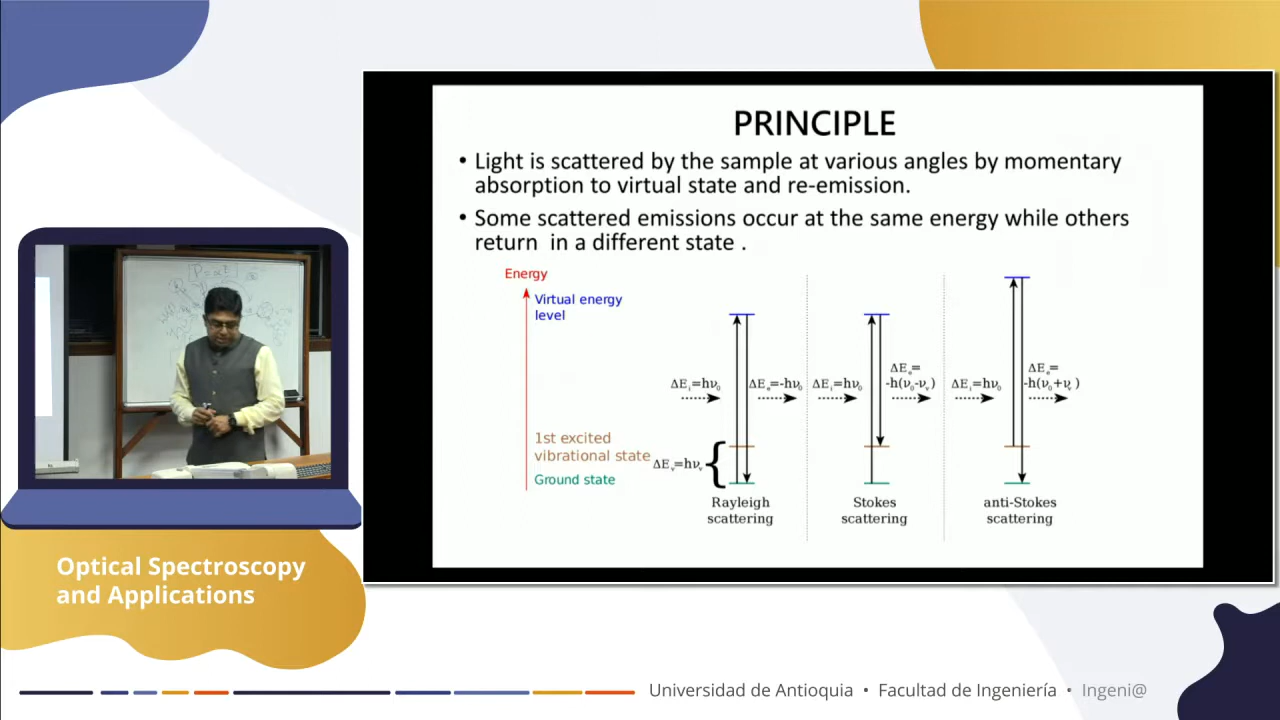 PRINCIPLE
• Light is scattered by the sample at various angles by momentary
absorption to virtual state and re-emission.
• Some scattered emissions occur at the same energy while others
return in a different state .
Energy
Virtual energy
level
1st excited
vibrational state
Ground state
ΔEᵥ=hνᵥ
ΔEᵢ=hν₀
ΔEₑ=-hν₀
Rayleigh
scattering
ΔEᵢ=hν₀
ΔEₑ=
-h(ν₀-νᵥ)
Stokes
scattering
ΔEᵢ=hν₀
ΔEₑ=
-h(ν₀+νᵥ)
anti-Stokes
scattering
Optical Spectroscopy
and Applications
Universidad de Antioquia • Facultad de Ingeniería • Ingeni@